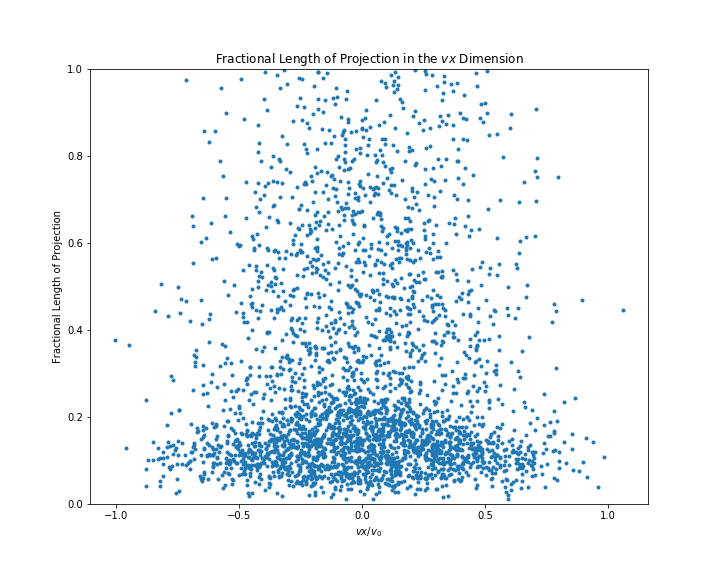 Fractional Length of Projection in the vx Dimension
Fractional Length of Projection
1.0
0.8
0.6
0.4
0.2
0.0
−1.0 −0.5 0.0 0.5 1.0
vx/v₀